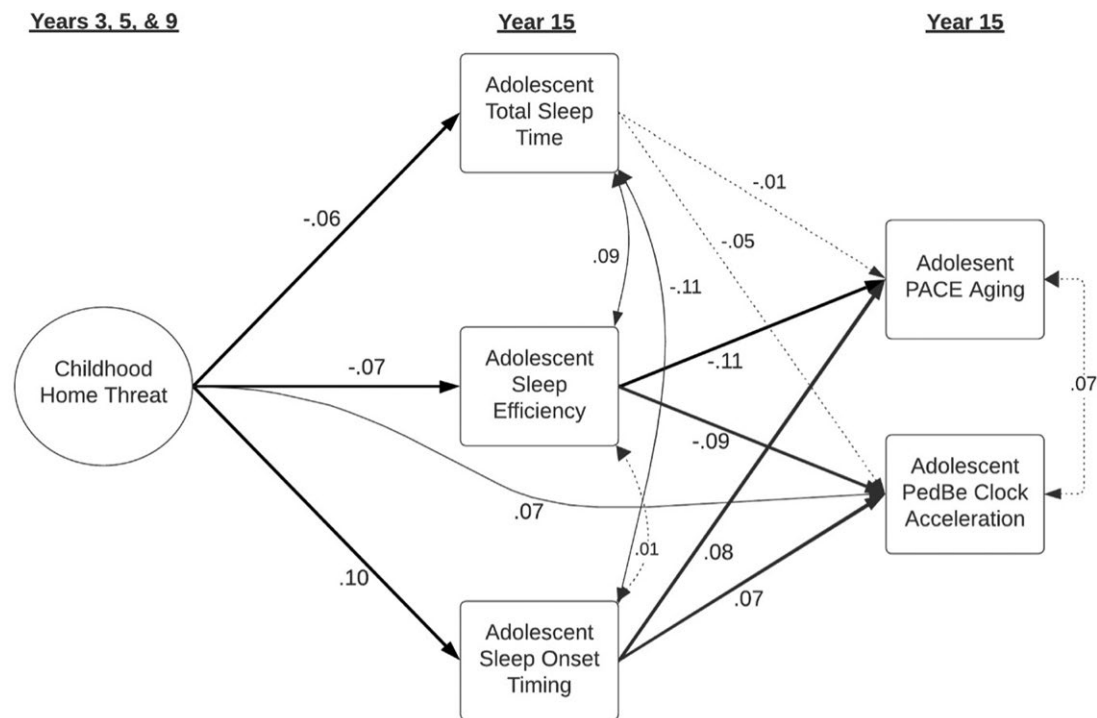 Years 3, 5, & 9
Year 15
Year 15
Adolescent
Total Sleep
Time
-.01
-.06
-.05
.09
-.11
Adolesent
PACE Aging
Childhood
Home Threat
-.07
Adolescent
Sleep
Efficiency
-.11
.07
-.09
Adolescent
PedBe Clock
Acceleration
.07
.01
.08
.10
.07
Adolescent
Sleep Onset
Timing